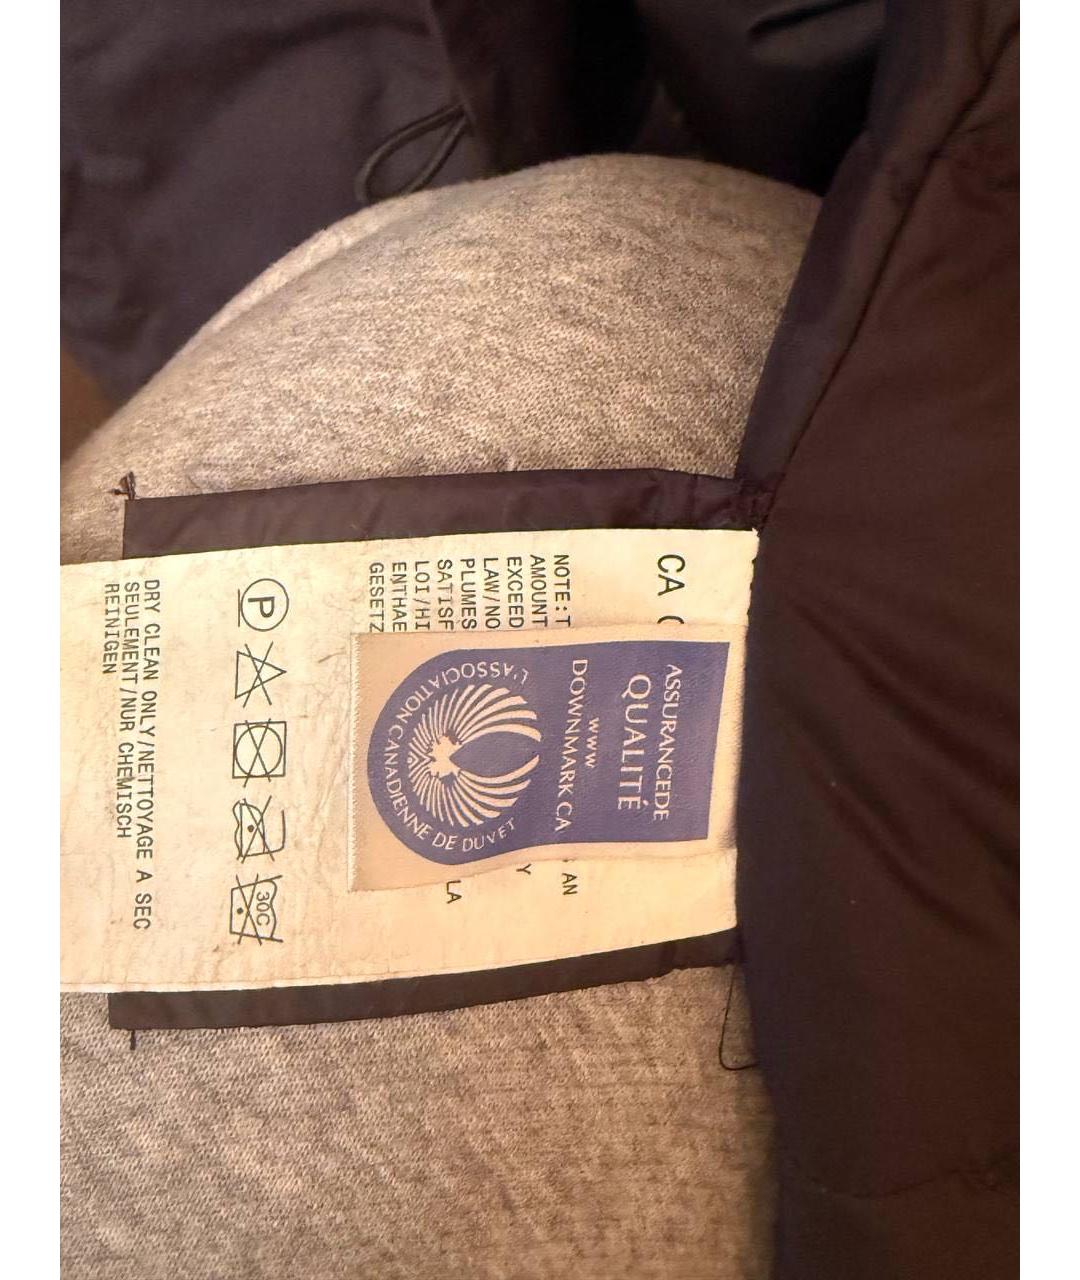 CA
NOTE:
AMOUNT
EXCEED
LAW/NO
PLUMES
SATISF
LOI/HI
ENTHAE
GESETZ
AN
Y
LA
ASSURANCEDE
QUALITÉ
www
DOWNMARK.CA
L'ASSOCIATION CANADIENNE DE DUVET
P
30C
DRY CLEAN ONLY/NETTOYAGE A SEC
SEULEMENT/NUR CHEMISCH
REINIGEN